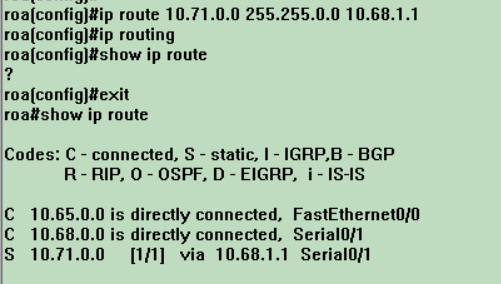 roa(config)#ip route 10.71.0.0 255.255.0.0 10.68.1.1
roa(config)#ip routing
roa(config)#show ip route
?
roa(config)#exit
roa#show ip route
Codes: C - connected, S - static, I - IGRP,B - BGP
R - RIP, O - OSPF, D - EIGRP, i - IS-IS
C 10.65.0.0 is directly connected, FastEthernet0/0
C 10.68.0.0 is directly connected, Serial0/1
S 10.71.0.0 [1/1] via 10.68.1.1 Serial0/1